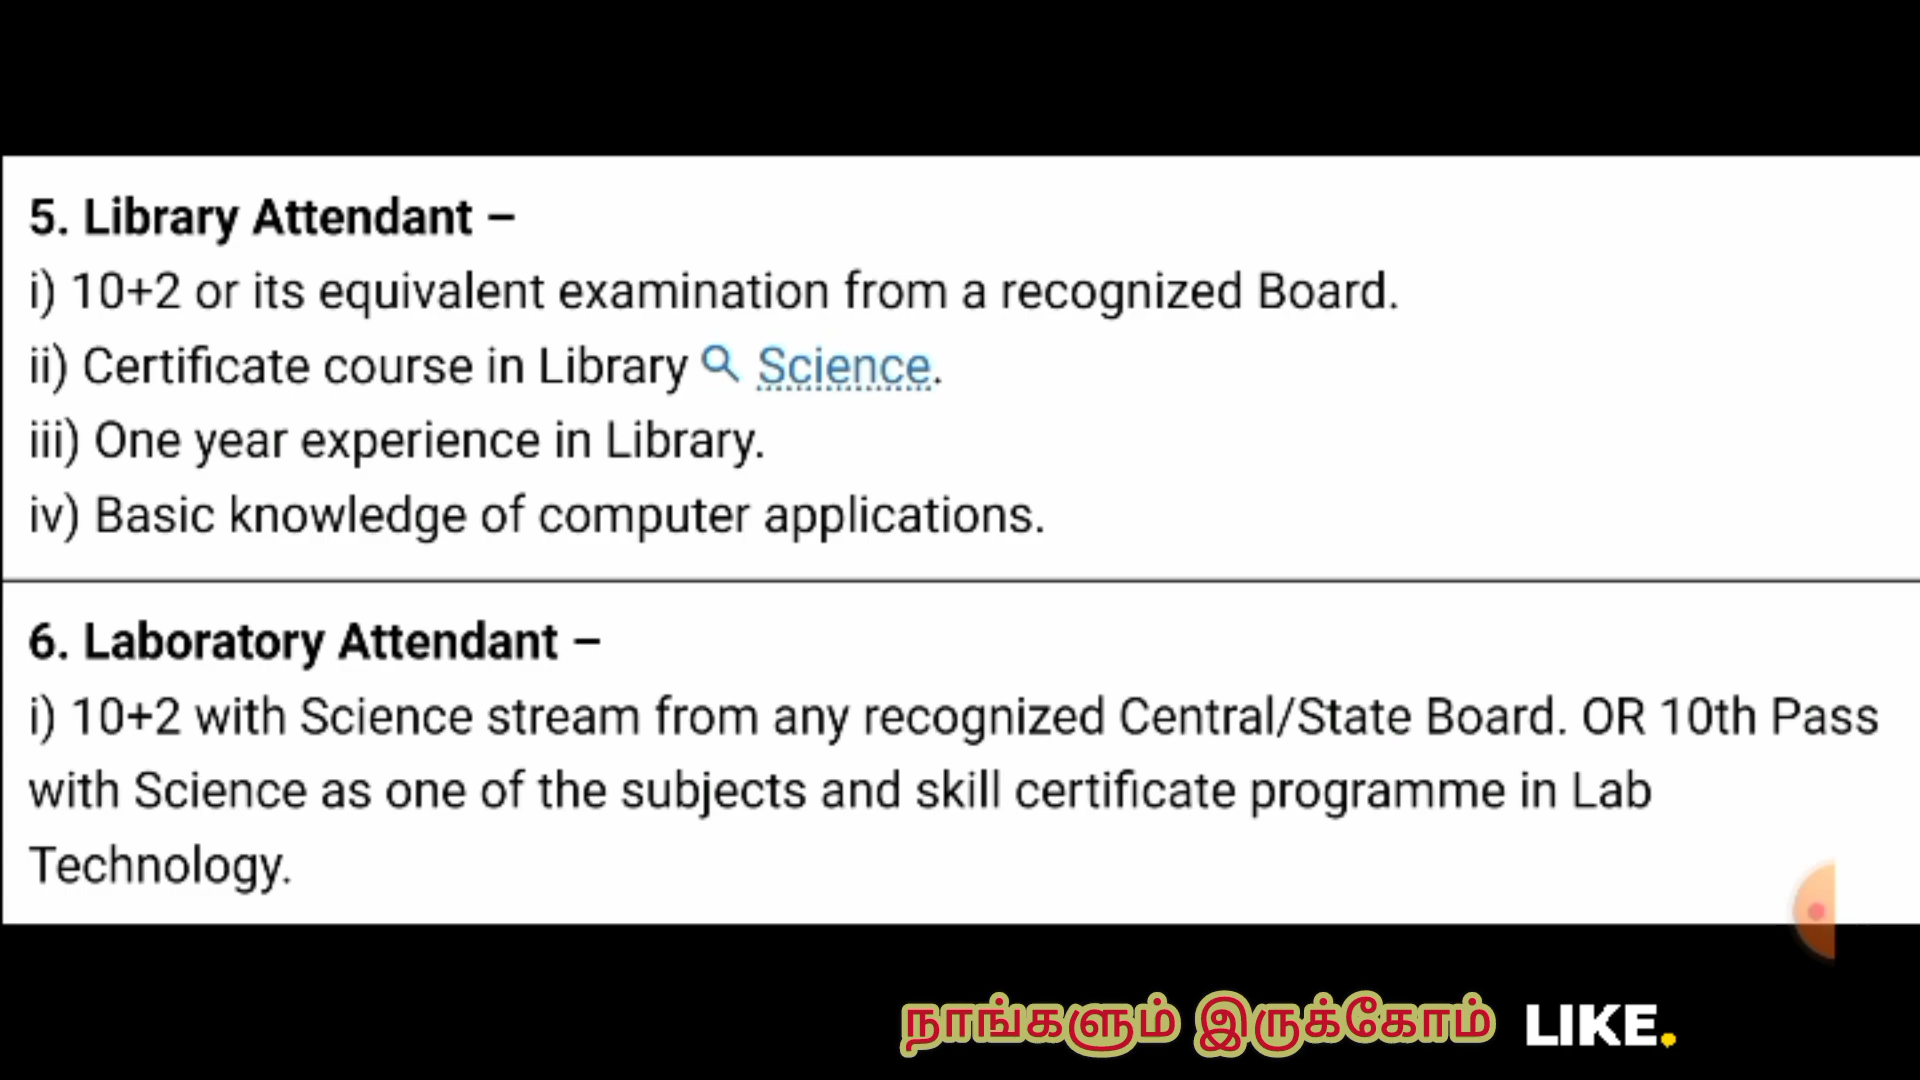 5. Library Attendant –
i) 10+2 or its equivalent examination from a recognized Board.
ii) Certificate course in Library Science.
iii) One year experience in Library.
iv) Basic knowledge of computer applications.
6. Laboratory Attendant –
i) 10+2 with Science stream from any recognized Central/State Board. OR 10th Pass
with Science as one of the subjects and skill certificate programme in Lab
Technology.
நாங்களும் இருக்கோம் LIKE.